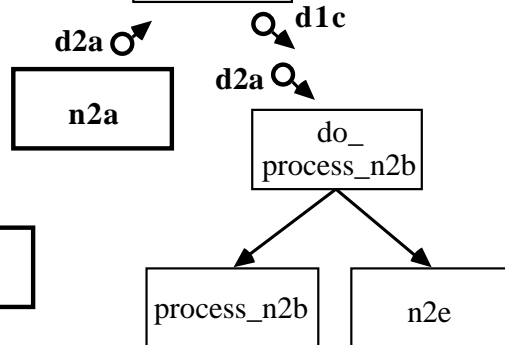 d1c
d2a
d2a
n2a
do_
process_n2b
process_n2b
n2e